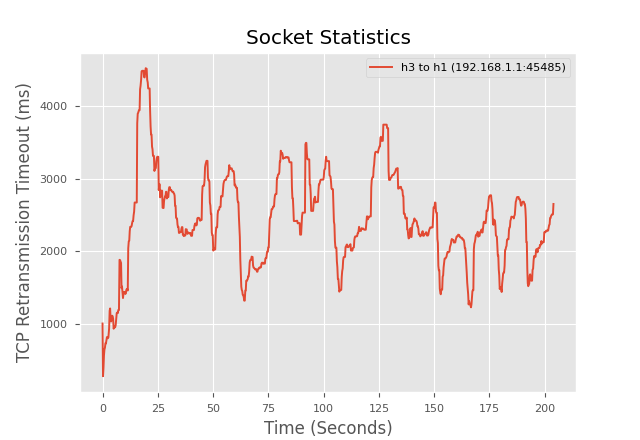 Socket Statistics
h3 to h1 (192.168.1.1:45485)
TCP Retransmission Timeout (ms)
4000
3000
2000
1000
0 25 50 75 100 125 150 175 200
Time (Seconds)